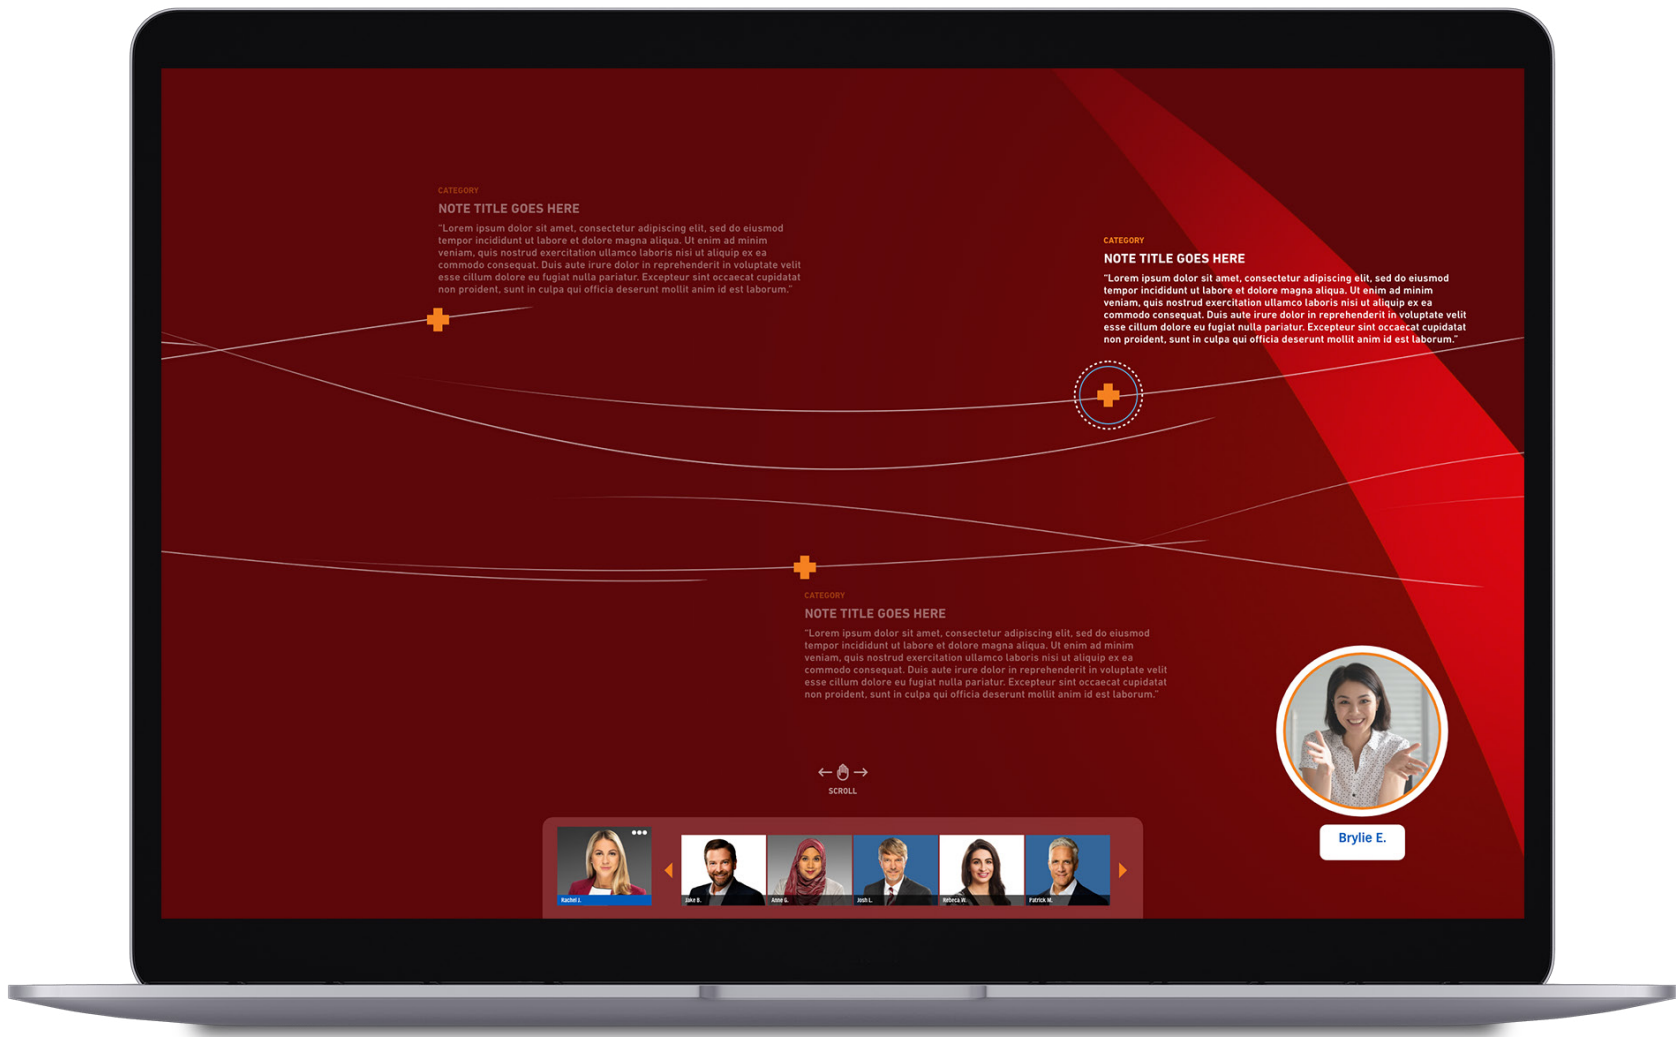 CATEGORY
NOTE TITLE GOES HERE
“Lorem ipsum dolor sit amet, consectetur adipiscing elit, sed do eiusmod
tempor incididunt ut labore et dolore magna aliqua. Ut enim ad minim
veniam, quis nostrud exercitation ullamco laboris nisi ut aliquip ex ea
commodo consequat. Duis aute irure dolor in reprehenderit in voluptate velit
esse cillum dolore eu fugiat nulla pariatur. Excepteur sint occaecat cupidatat
non proident, sunt in culpa qui officia deserunt mollit anim id est laborum.”
CATEGORY
NOTE TITLE GOES HERE
“Lorem ipsum dolor sit amet, consectetur adipiscing elit, sed do eiusmod
tempor incididunt ut labore et dolore magna aliqua. Ut enim ad minim
veniam, quis nostrud exercitation ullamco laboris nisi ut aliquip ex ea
commodo consequat. Duis aute irure dolor in reprehenderit in voluptate velit
esse cillum dolore eu fugiat nulla pariatur. Excepteur sint occaecat cupidatat
non proident, sunt in culpa qui officia deserunt mollit anim id est laborum.”
CATEGORY
NOTE TITLE GOES HERE
“Lorem ipsum dolor sit amet, consectetur adipiscing elit, sed do eiusmod
tempor incididunt ut labore et dolore magna aliqua. Ut enim ad minim
veniam, quis nostrud exercitation ullamco laboris nisi ut aliquip ex ea
commodo consequat. Duis aute irure dolor in reprehenderit in voluptate velit
esse cillum dolore eu fugiat nulla pariatur. Excepteur sint occaecat cupidatat
non proident, sunt in culpa qui officia deserunt mollit anim id est laborum.”
SCROLL
Brylie E.
Rachel J.
Jake B.
Anne G.
Josh L.
Rebeca W.
Patrick M.